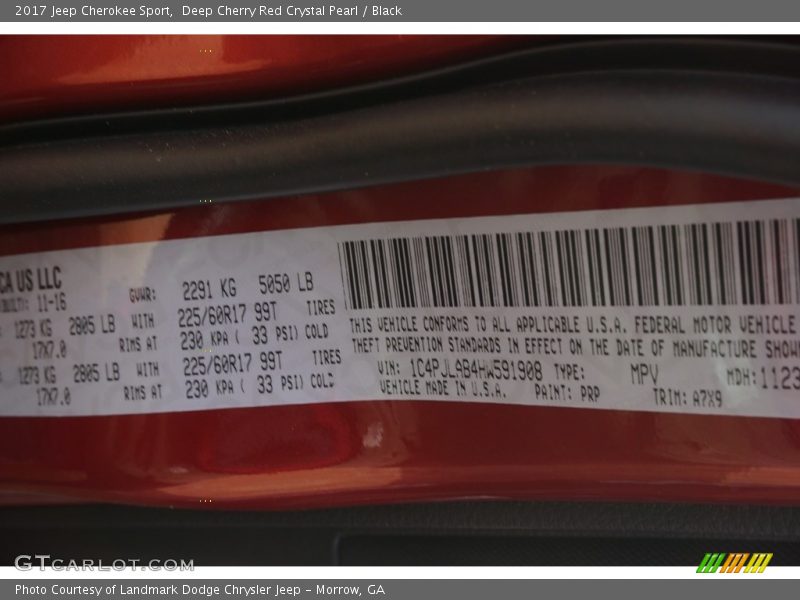 2017 Jeep Cherokee Sport, Deep Cherry Red Crystal Pearl / Black
CA US LLC
11-16
GVWR: 2291 KG 5050 LB
1273 KG 2805 LB WITH 225/60R17 99T TIRES
17X7.0 RIMS AT 230 KPA ( 33 PSI) COLD
1273 KG 2805 LB WITH 225/60R17 99T TIRES
17X7.0 RIMS AT 230 KPA ( 33 PSI) COLD
THIS VEHICLE CONFORMS TO ALL APPLICABLE U.S.A. FEDERAL MOTOR VEHICLE
THEFT PREVENTION STANDARDS IN EFFECT ON THE DATE OF MANUFACTURE SHOW
VIN: 1C4PJLAB4HW591908 TYPE: MPV MDH: 1123
VEHICLE MADE IN U.S.A. PAINT: PRP TRIM: A7X9
GTCARLOT.COM
Photo Courtesy of Landmark Dodge Chrysler Jeep – Morrow, GA